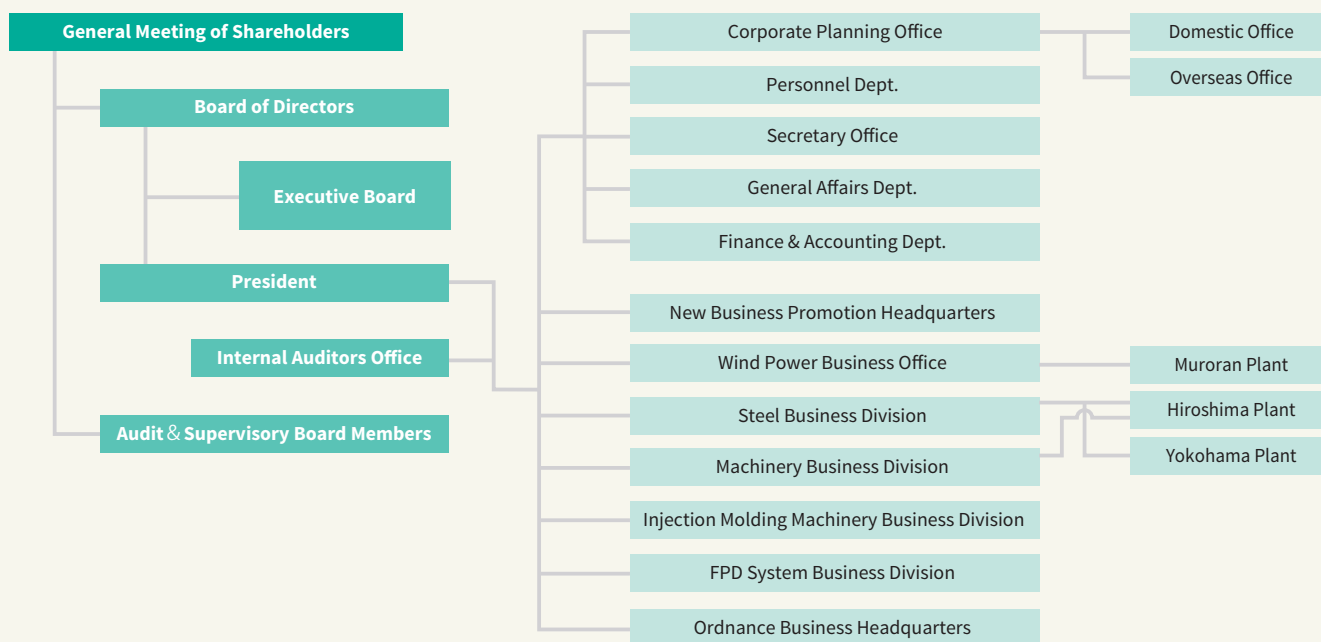 General Meeting of Shareholders
Board of Directors
Executive Board
President
Internal Auditors Office
Audit＆Supervisory Board Members
Corporate Planning Office
Personnel Dept.
Secretary Office
General Affairs Dept.
Finance & Accounting Dept.
New Business Promotion Headquarters
Wind Power Business Office
Steel Business Division
Machinery Business Division
Injection Molding Machinery Business Division
FPD System Business Division
Ordnance Business Headquarters
Domestic Office
Overseas Office
Muroran Plant
Hiroshima Plant
Yokohama Plant